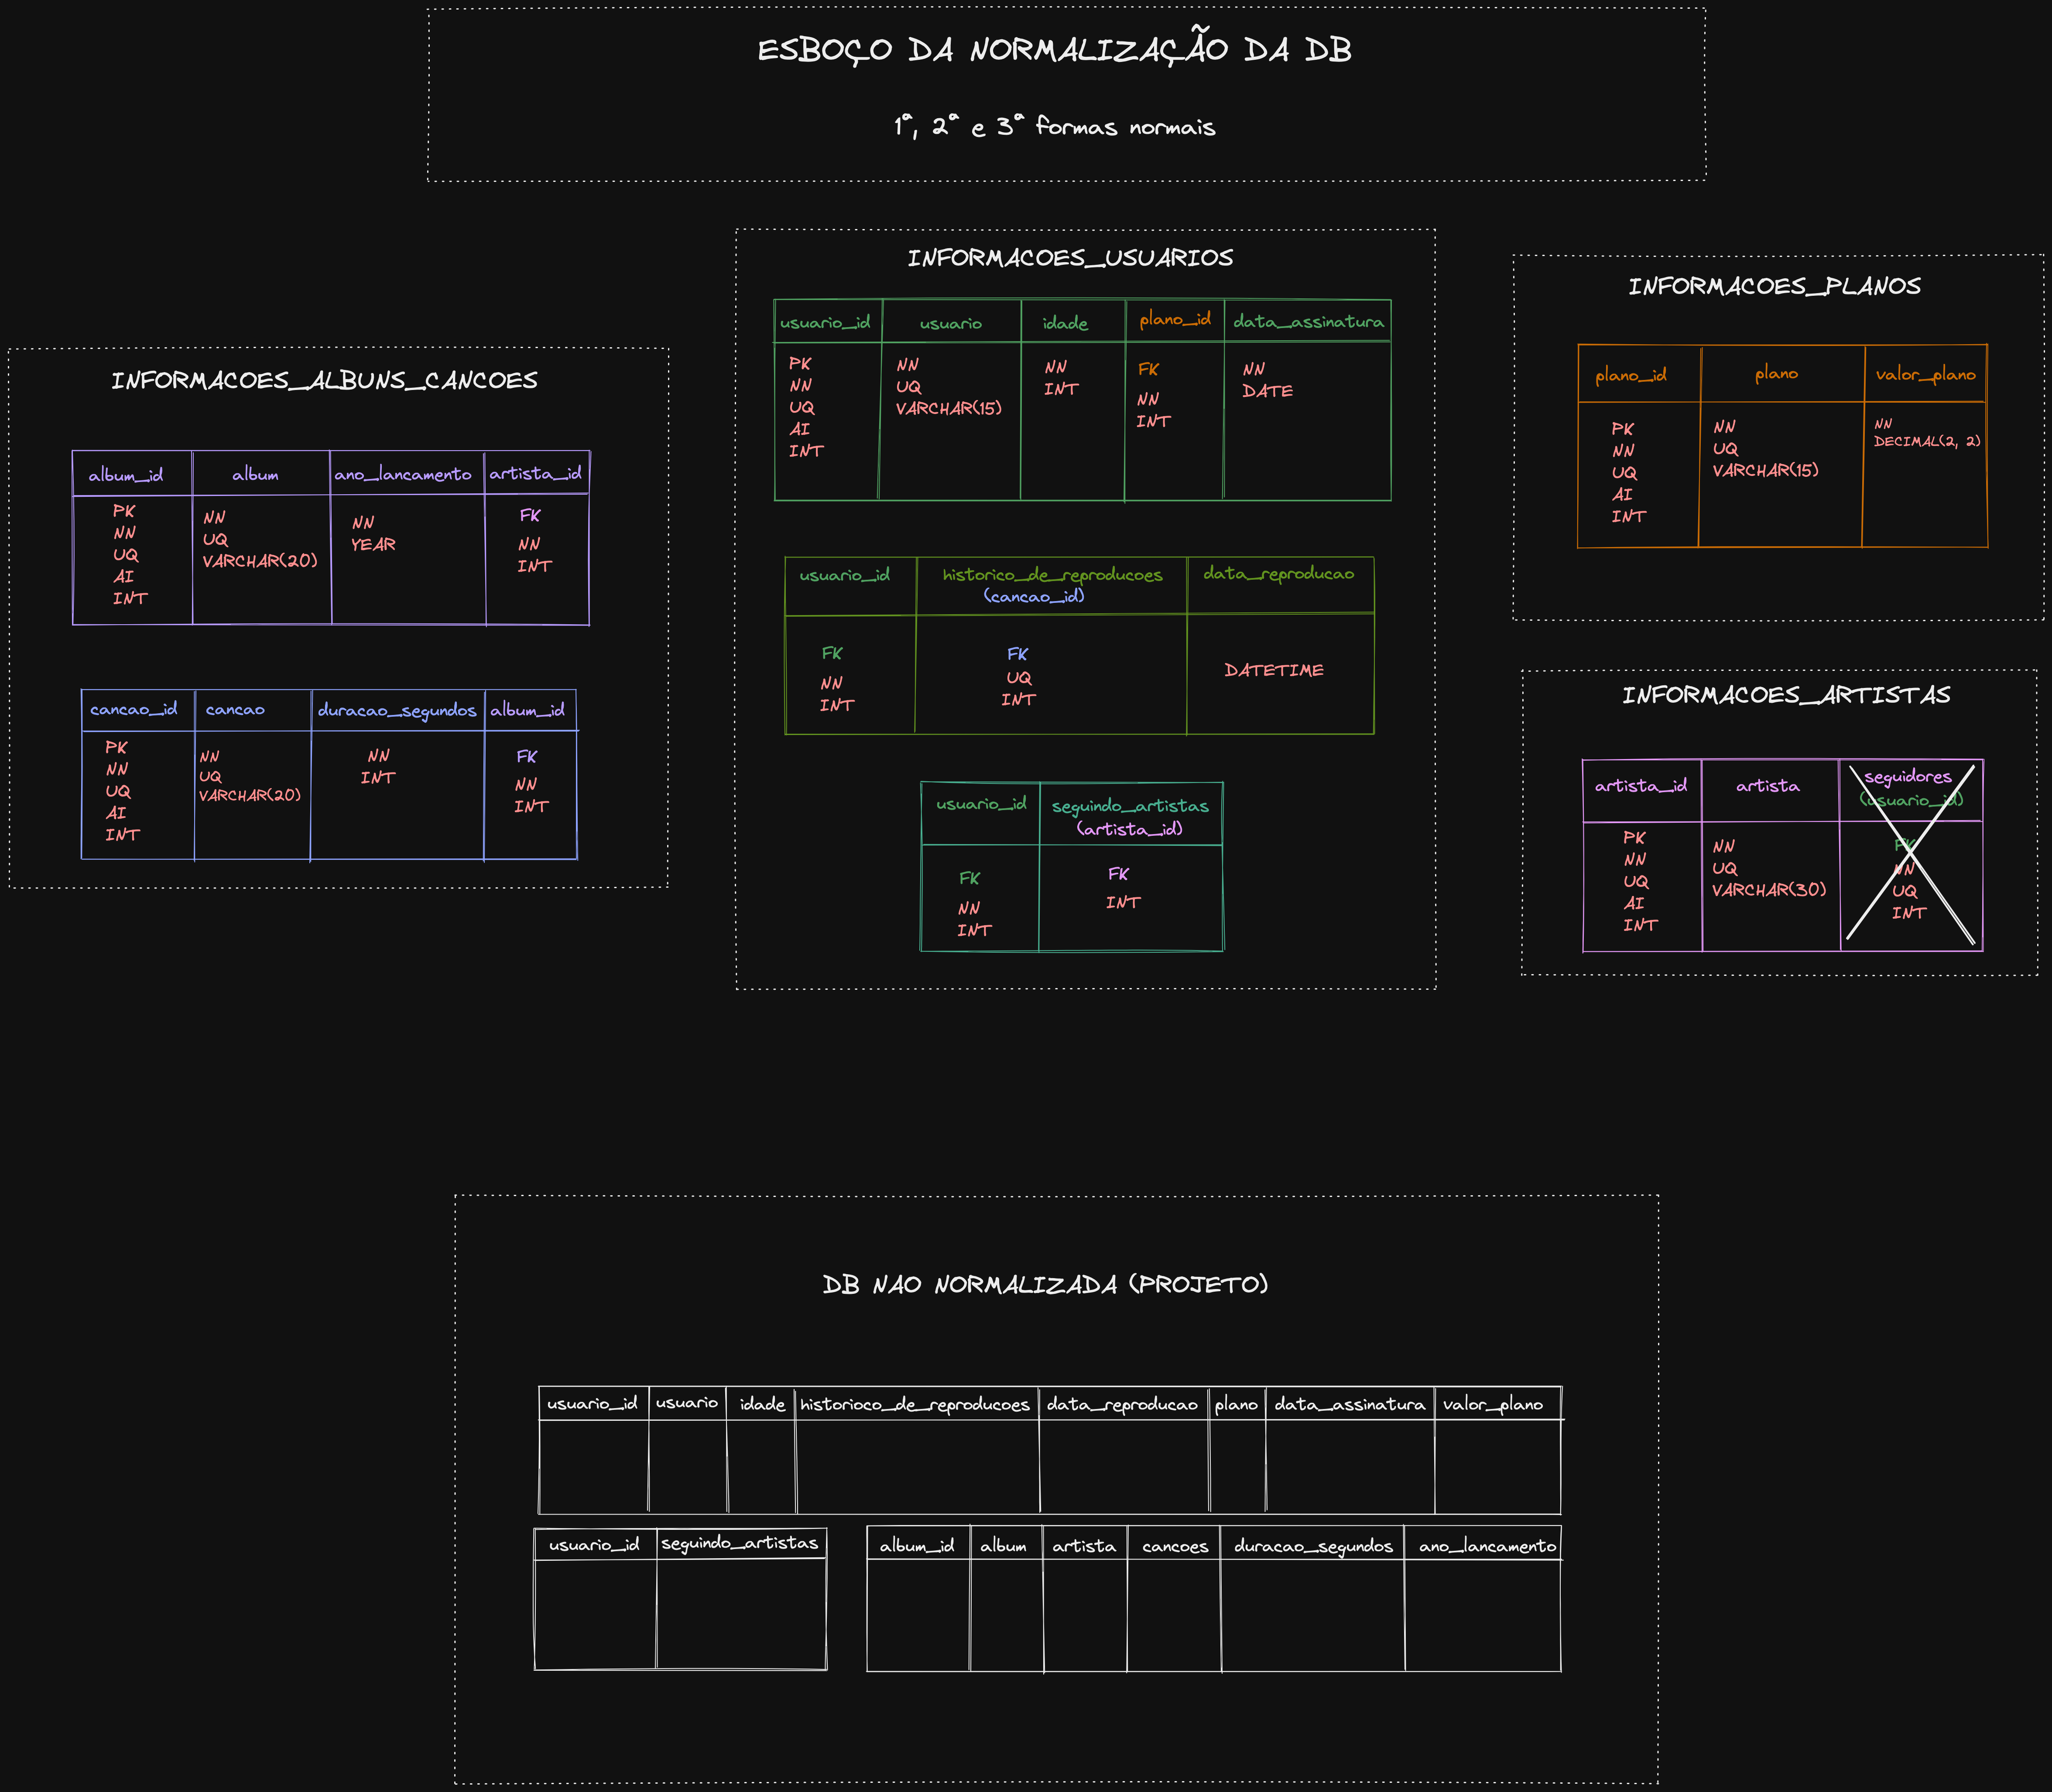 ESBOÇO DA NORMALIZAÇÃO DA DB
1ª, 2ª e 3ª formas normais
INFORMACOES_ALBUNS_CANCOES
album_id album ano_lancamento artista_id
PK
NN
UQ
AI
INT
NN
UQ
VARCHAR(20)
NN
YEAR
FK
NN
INT
cancao_id cancao duracao_segundos album_id
PK
NN
UQ
AI
INT
NN
UQ
VARCHAR(20)
NN
INT
FK
NN
INT
INFORMACOES_USUARIOS
usuario_id usuario idade plano_id data_assinatura
PK
NN
UQ
AI
INT
NN
UQ
VARCHAR(15)
NN
INT
FK
NN
INT
NN
DATE
usuario_id historico_de_reproducoes data_reproducao
(cancao_id)
FK
NN
INT
FK
UQ
INT
DATETIME
usuario_id seguindo_artistas
(artista_id)
FK
NN
INT
FK
INT
INFORMACOES_PLANOS
plano_id plano valor_plano
PK
NN
UQ
AI
INT
NN
UQ
VARCHAR(15)
NN
DECIMAL(2, 2)
INFORMACOES_ARTISTAS
artista_id artista seguidores
(usuario_id)
PK
NN
UQ
AI
INT
NN
UQ
VARCHAR(30)
FK
NN
UQ
INT
DB NAO NORMALIZADA (PROJETO)
usuario_id usuario idade historioco_de_reproducoes data_reproducao plano data_assinatura valor_plano
usuario_id seguindo_artistas
album_id album artista cancoes duracao_segundos ano_lancamento